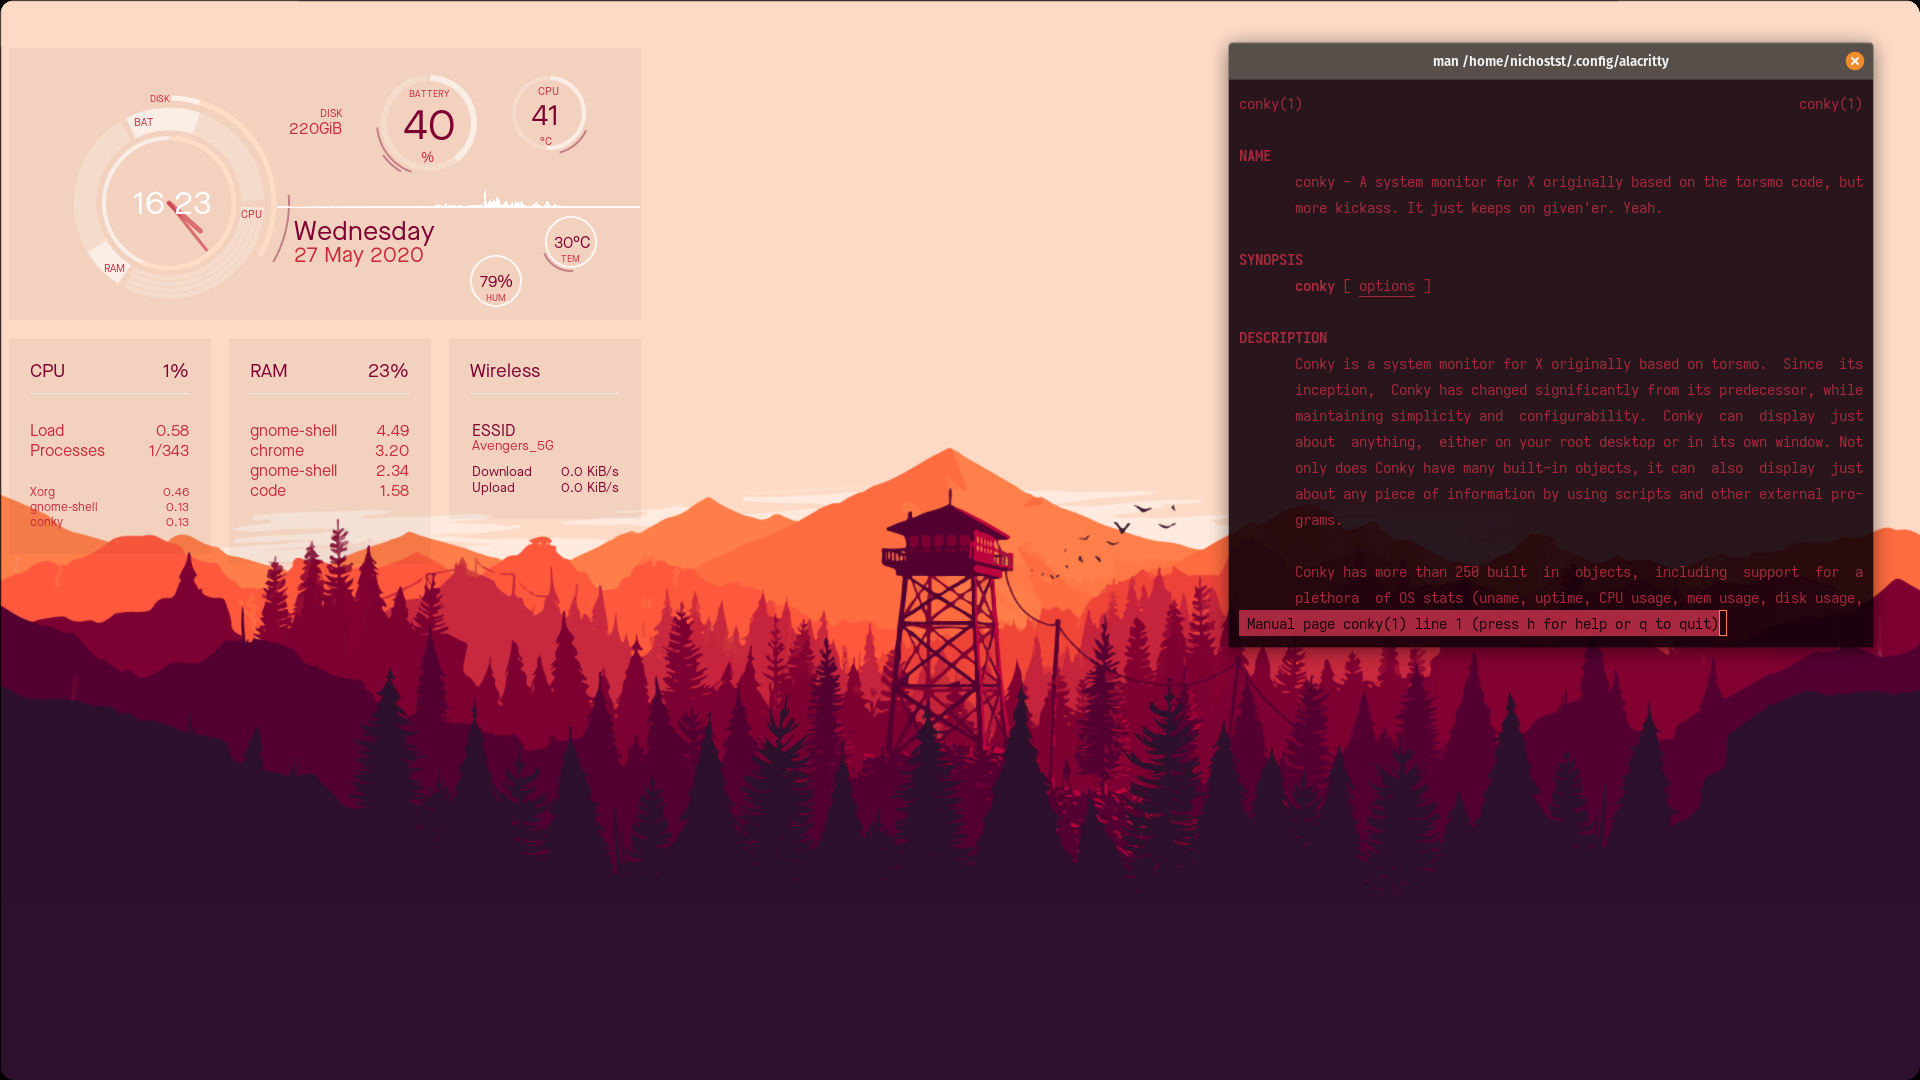 DISK
BAT
16 23
CPU
RAM
DISK
220GiB
BATTERY
40
%
CPU
41
°C
Wednesday
27 May 2020
30°C
TEM
79%
HUM
CPU 1%
Load 0.58
Processes 1/343
Xorg 0.46
gnome-shell 0.13
conky 0.13
RAM 23%
gnome-shell 4.49
chrome 3.20
gnome-shell 2.34
code 1.58
Wireless
ESSID
Avengers_5G
Download 0.0 KiB/s
Upload 0.0 KiB/s
man /home/nichostst/.config/alacritty
conky(1) conky(1)
NAME
conky - A system monitor for X originally based on the torsmo code, but
more kickass. It just keeps on given'er. Yeah.
SYNOPSIS
conky [ options ]
DESCRIPTION
Conky is a system monitor for X originally based on torsmo. Since its
inception, Conky has changed significantly from its predecessor, while
maintaining simplicity and configurability. Conky can display just
about anything, either on your root desktop or in its own window. Not
only does Conky have many built-in objects, it can also display just
about any piece of information by using scripts and other external pro-
grams.
Conky has more than 250 built in objects, including support for a
plethora of OS stats (uname, uptime, CPU usage, mem usage, disk usage,
Manual page conky(1) line 1 (press h for help or q to quit)